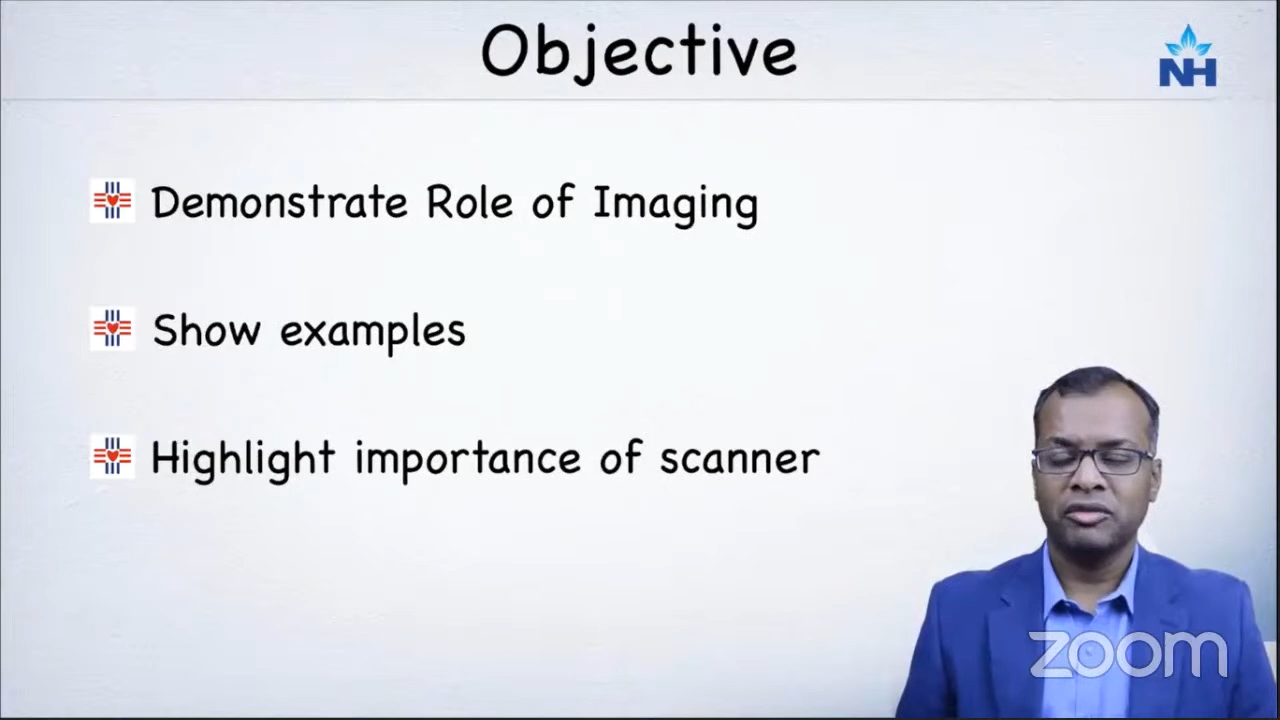 Objective
NH
Demonstrate Role of Imaging
Show examples
Highlight importance of scanner
zoom